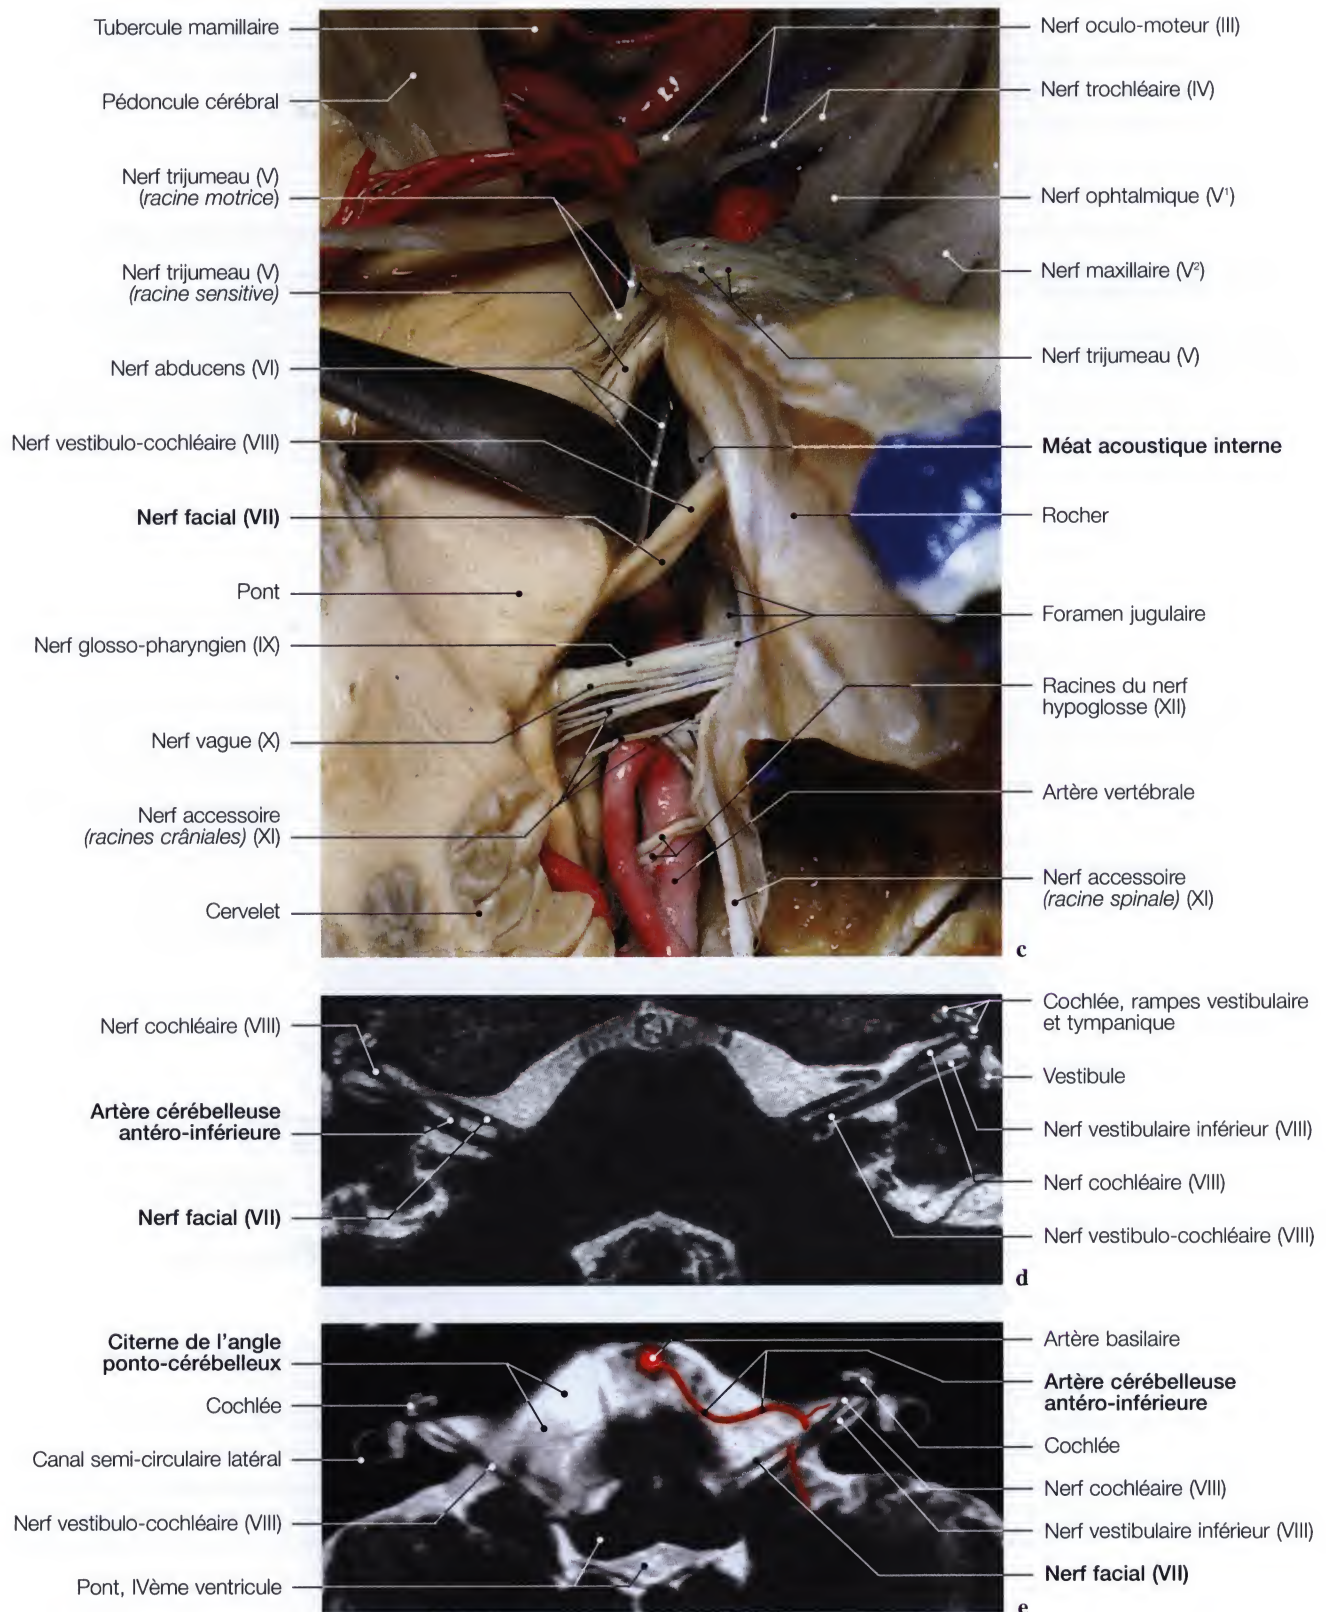 Tubercule mamillaire
Pédoncule cérébral
Nerf trijumeau (V)
(racine motrice)
Nerf trijumeau (V)
(racine sensitive)
Nerf abducens (VI)
Nerf vestibulo-cochléaire (VIII)
Nerf facial (VII)
Pont
Nerf glosso-pharyngien (IX)
Nerf vague (X)
Nerf accessoire
(racines crâniales) (XI)
Cervelet
Nerf oculo-moteur (III)
Nerf trochléaire (IV)
Nerf ophtalmique (V¹)
Nerf maxillaire (V²)
Nerf trijumeau (V)
Méat acoustique interne
Rocher
Foramen jugulaire
Racines du nerf
hypoglosse (XII)
Artère vertébrale
Nerf accessoire
(racine spinale) (XI)
c
Nerf cochléaire (VIII)
Artère cérébelleuse
antéro-inférieure
Nerf facial (VII)
Cochlée, rampes vestibulaire
et tympanique
Vestibule
Nerf vestibulaire inférieur (VIII)
Nerf cochléaire (VIII)
Nerf vestibulo-cochléaire (VIII)
d
Citerne de l'angle
ponto-cérébelleux
Cochlée
Canal semi-circulaire latéral
Nerf vestibulo-cochléaire (VIII)
Pont, IVème ventricule
Artère basilaire
Artère cérébelleuse
antéro-inférieure
Cochlée
Nerf cochléaire (VIII)
Nerf vestibulaire inférieur (VIII)
Nerf facial (VII)
e